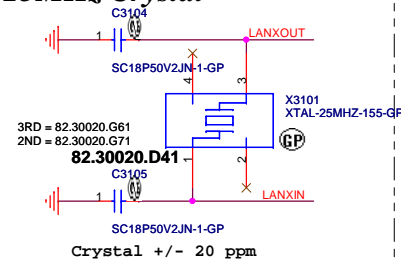 Crystal
C3104
1
LANXOUT
SC18P50V2JN-1-GP
4
3
X3101
XTAL-25MHZ-155-GP
GP
3RD = 82.30020.G61
2ND = 82.30020.G71
82.30020.D41
1
2
C3105
1
LANXIN
SC18P50V2JN-1-GP
Crystal +/- 20 ppm